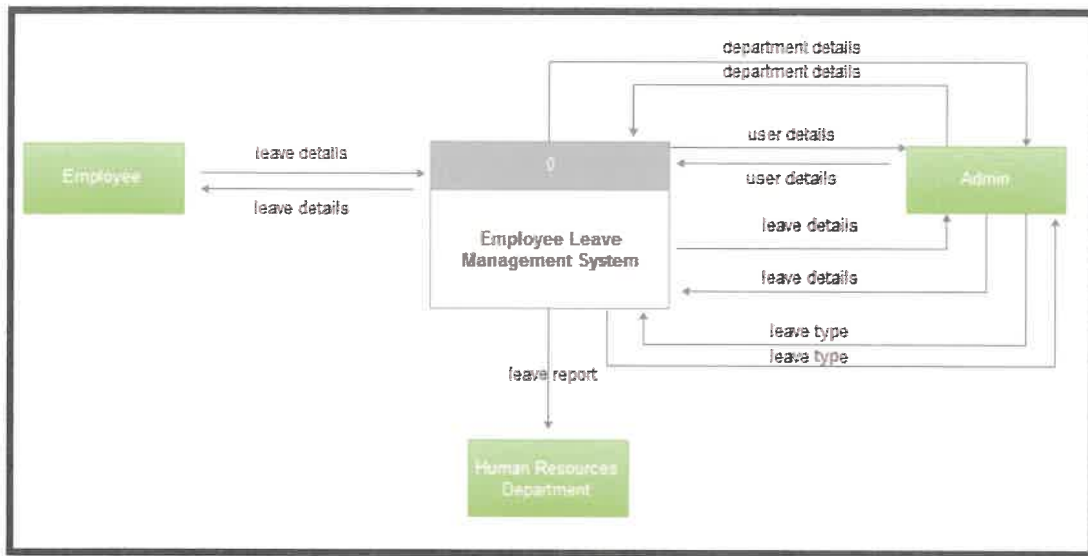 department details
department details
user details
user details
Employee
leave details
leave details
0
Employee Leave
Management System
Admin
leave details
leave details
leave type
leave type
leave report
Human Resources
Department